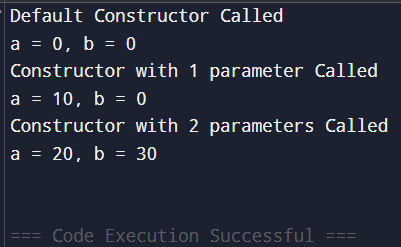 Default Constructor Called
a = 0, b = 0
Constructor with 1 parameter Called
a = 10, b = 0
Constructor with 2 parameters Called
a = 20, b = 30
=== Code Execution Successful ===